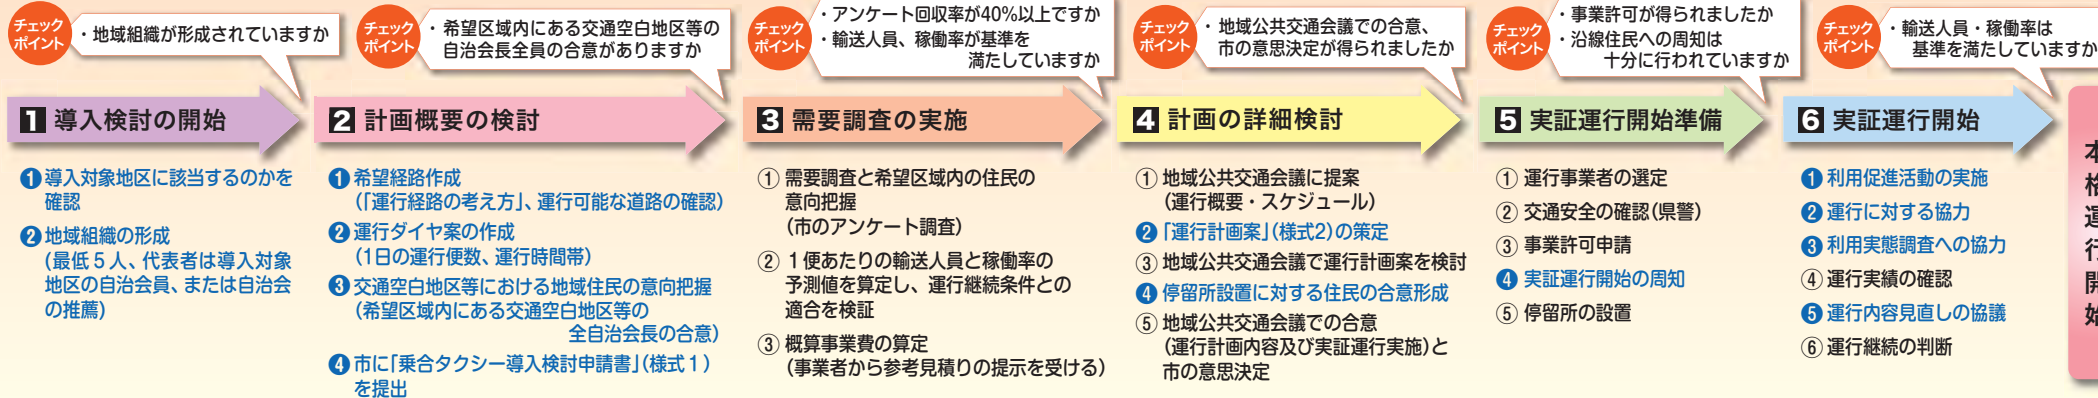 チェック
ポイント
・地域組織が形成されていますか
チェック
ポイント
・希望区域内にある交通空白地区等の
自治会長全員の合意がありますか
チェック
ポイント
・アンケート回収率が40%以上ですか
・輸送人員、稼働率が基準を
満たしていますか
チェック
ポイント
・地域公共交通会議での合意、
市の意思決定が得られましたか
チェック
ポイント
・事業許可が得られましたか
・沿線住民への周知は
十分に行われていますか
チェック
ポイント
・輸送人員・稼働率は
基準を満たしていますか
1 導入検討の開始
❶導入対象地区に該当するのかを
確認
❷地域組織の形成
(最低5人、代表者は導入対象
地区の自治会員、または自治会
の推薦)
2 計画概要の検討
❶希望経路作成
(「運行経路の考え方」、運行可能な道路の確認)
❷運行ダイヤ案の作成
(1日の運行便数、運行時間帯)
❸交通空白地区等における地域住民の意向把握
(希望区域内にある交通空白地区等の
全自治会長の合意)
❹市に「乗合タクシー導入検討申請書」(様式1)
を提出
3 需要調査の実施
① 需要調査と希望区域内の住民の
意向把握
(市のアンケート調査)
② 1便あたりの輸送人員と稼働率の
予測値を算定し、運行継続条件との
適合を検証
③ 概算事業費の算定
(事業者から参考見積りの提示を受ける)
4 計画の詳細検討
① 地域公共交通会議に提案
(運行概要・スケジュール)
❷「運行計画案」(様式2)の策定
③ 地域公共交通会議で運行計画案を検討
❹ 停留所設置に対する住民の合意形成
⑤ 地域公共交通会議での合意
(運行計画内容及び実証運行実施)と
市の意思決定
5 実証運行開始準備
① 運行事業者の選定
② 交通安全の確認(県警)
③ 事業許可申請
❹ 実証運行開始の周知
⑤ 停留所の設置
6 実証運行開始
❶ 利用促進活動の実施
❷ 運行に対する協力
❸ 利用実態調査への協力
④ 運行実績の確認
❺ 運行内容見直しの協議
⑥ 運行継続の判断
本格運行開始